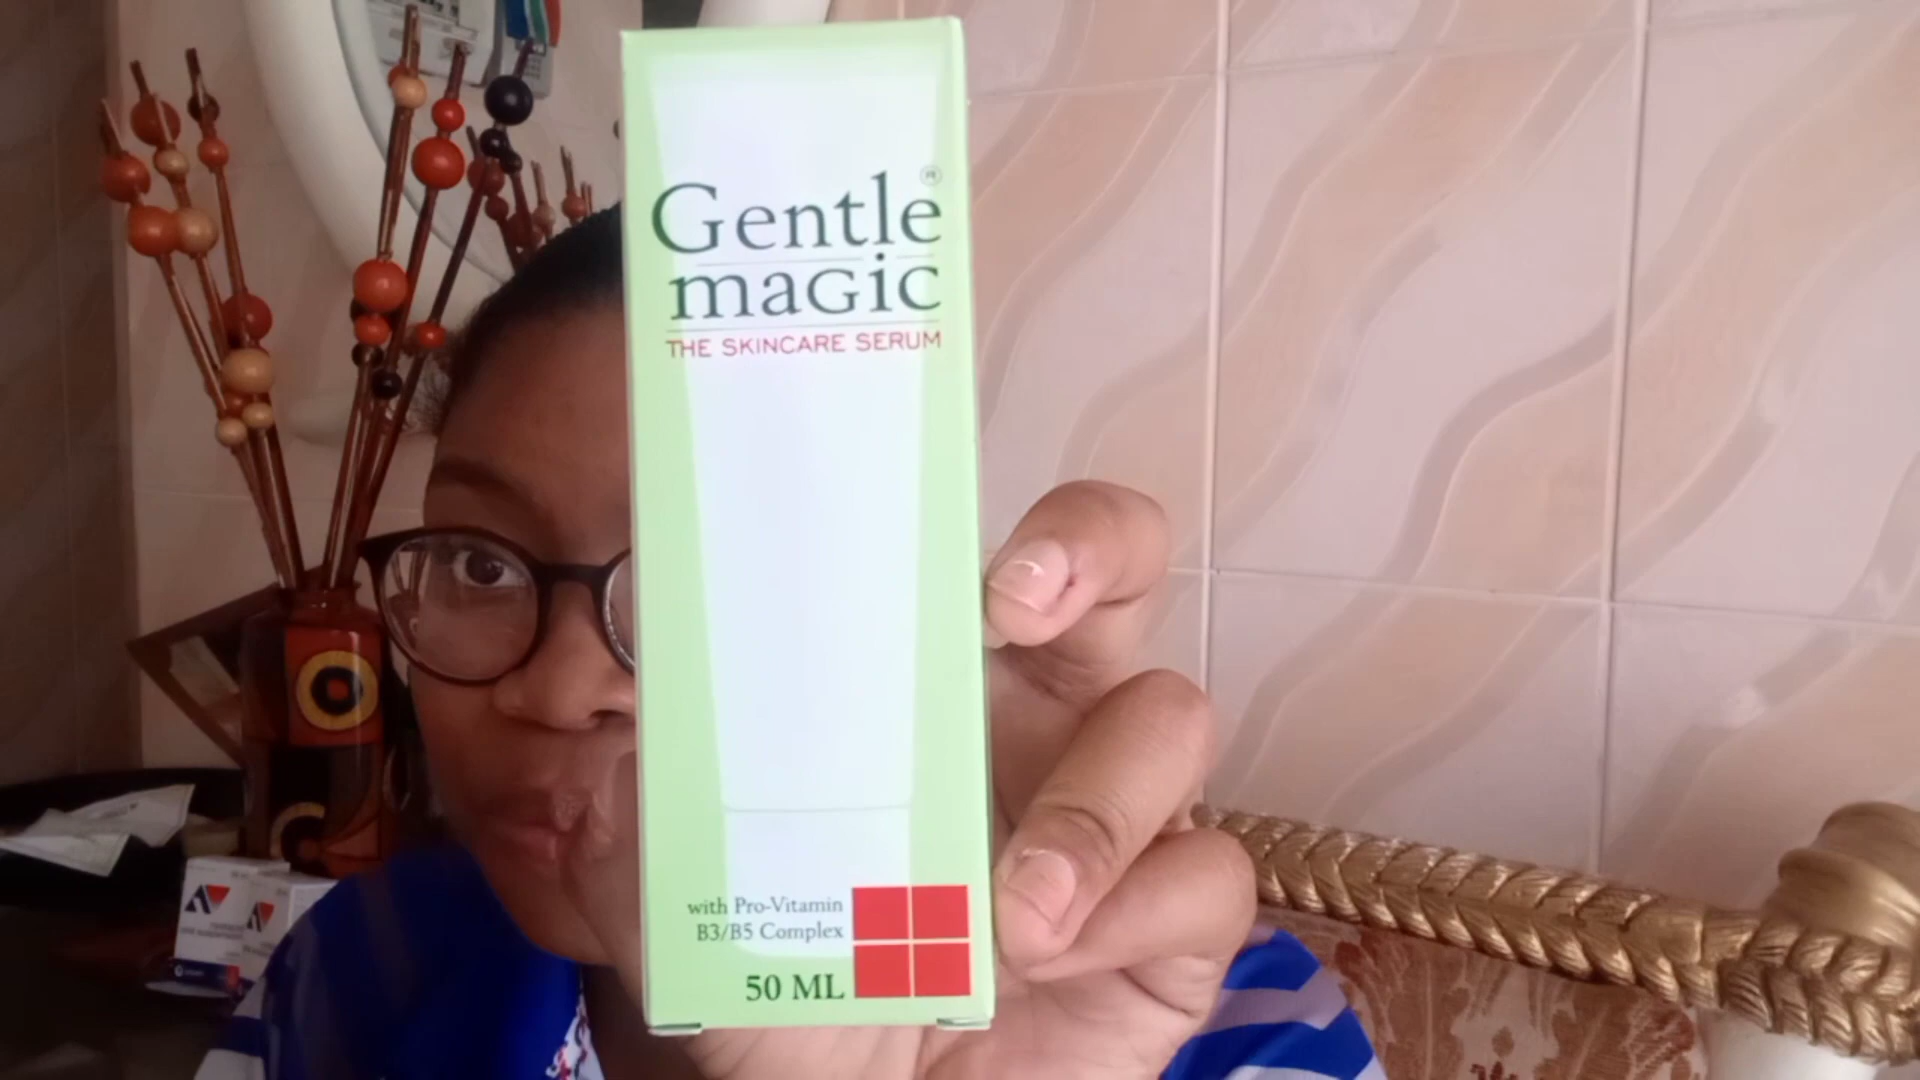 Gentle®
magic
THE SKINCARE SERUM
with Pro-Vitamin
B3/B5 Complex
50 ML